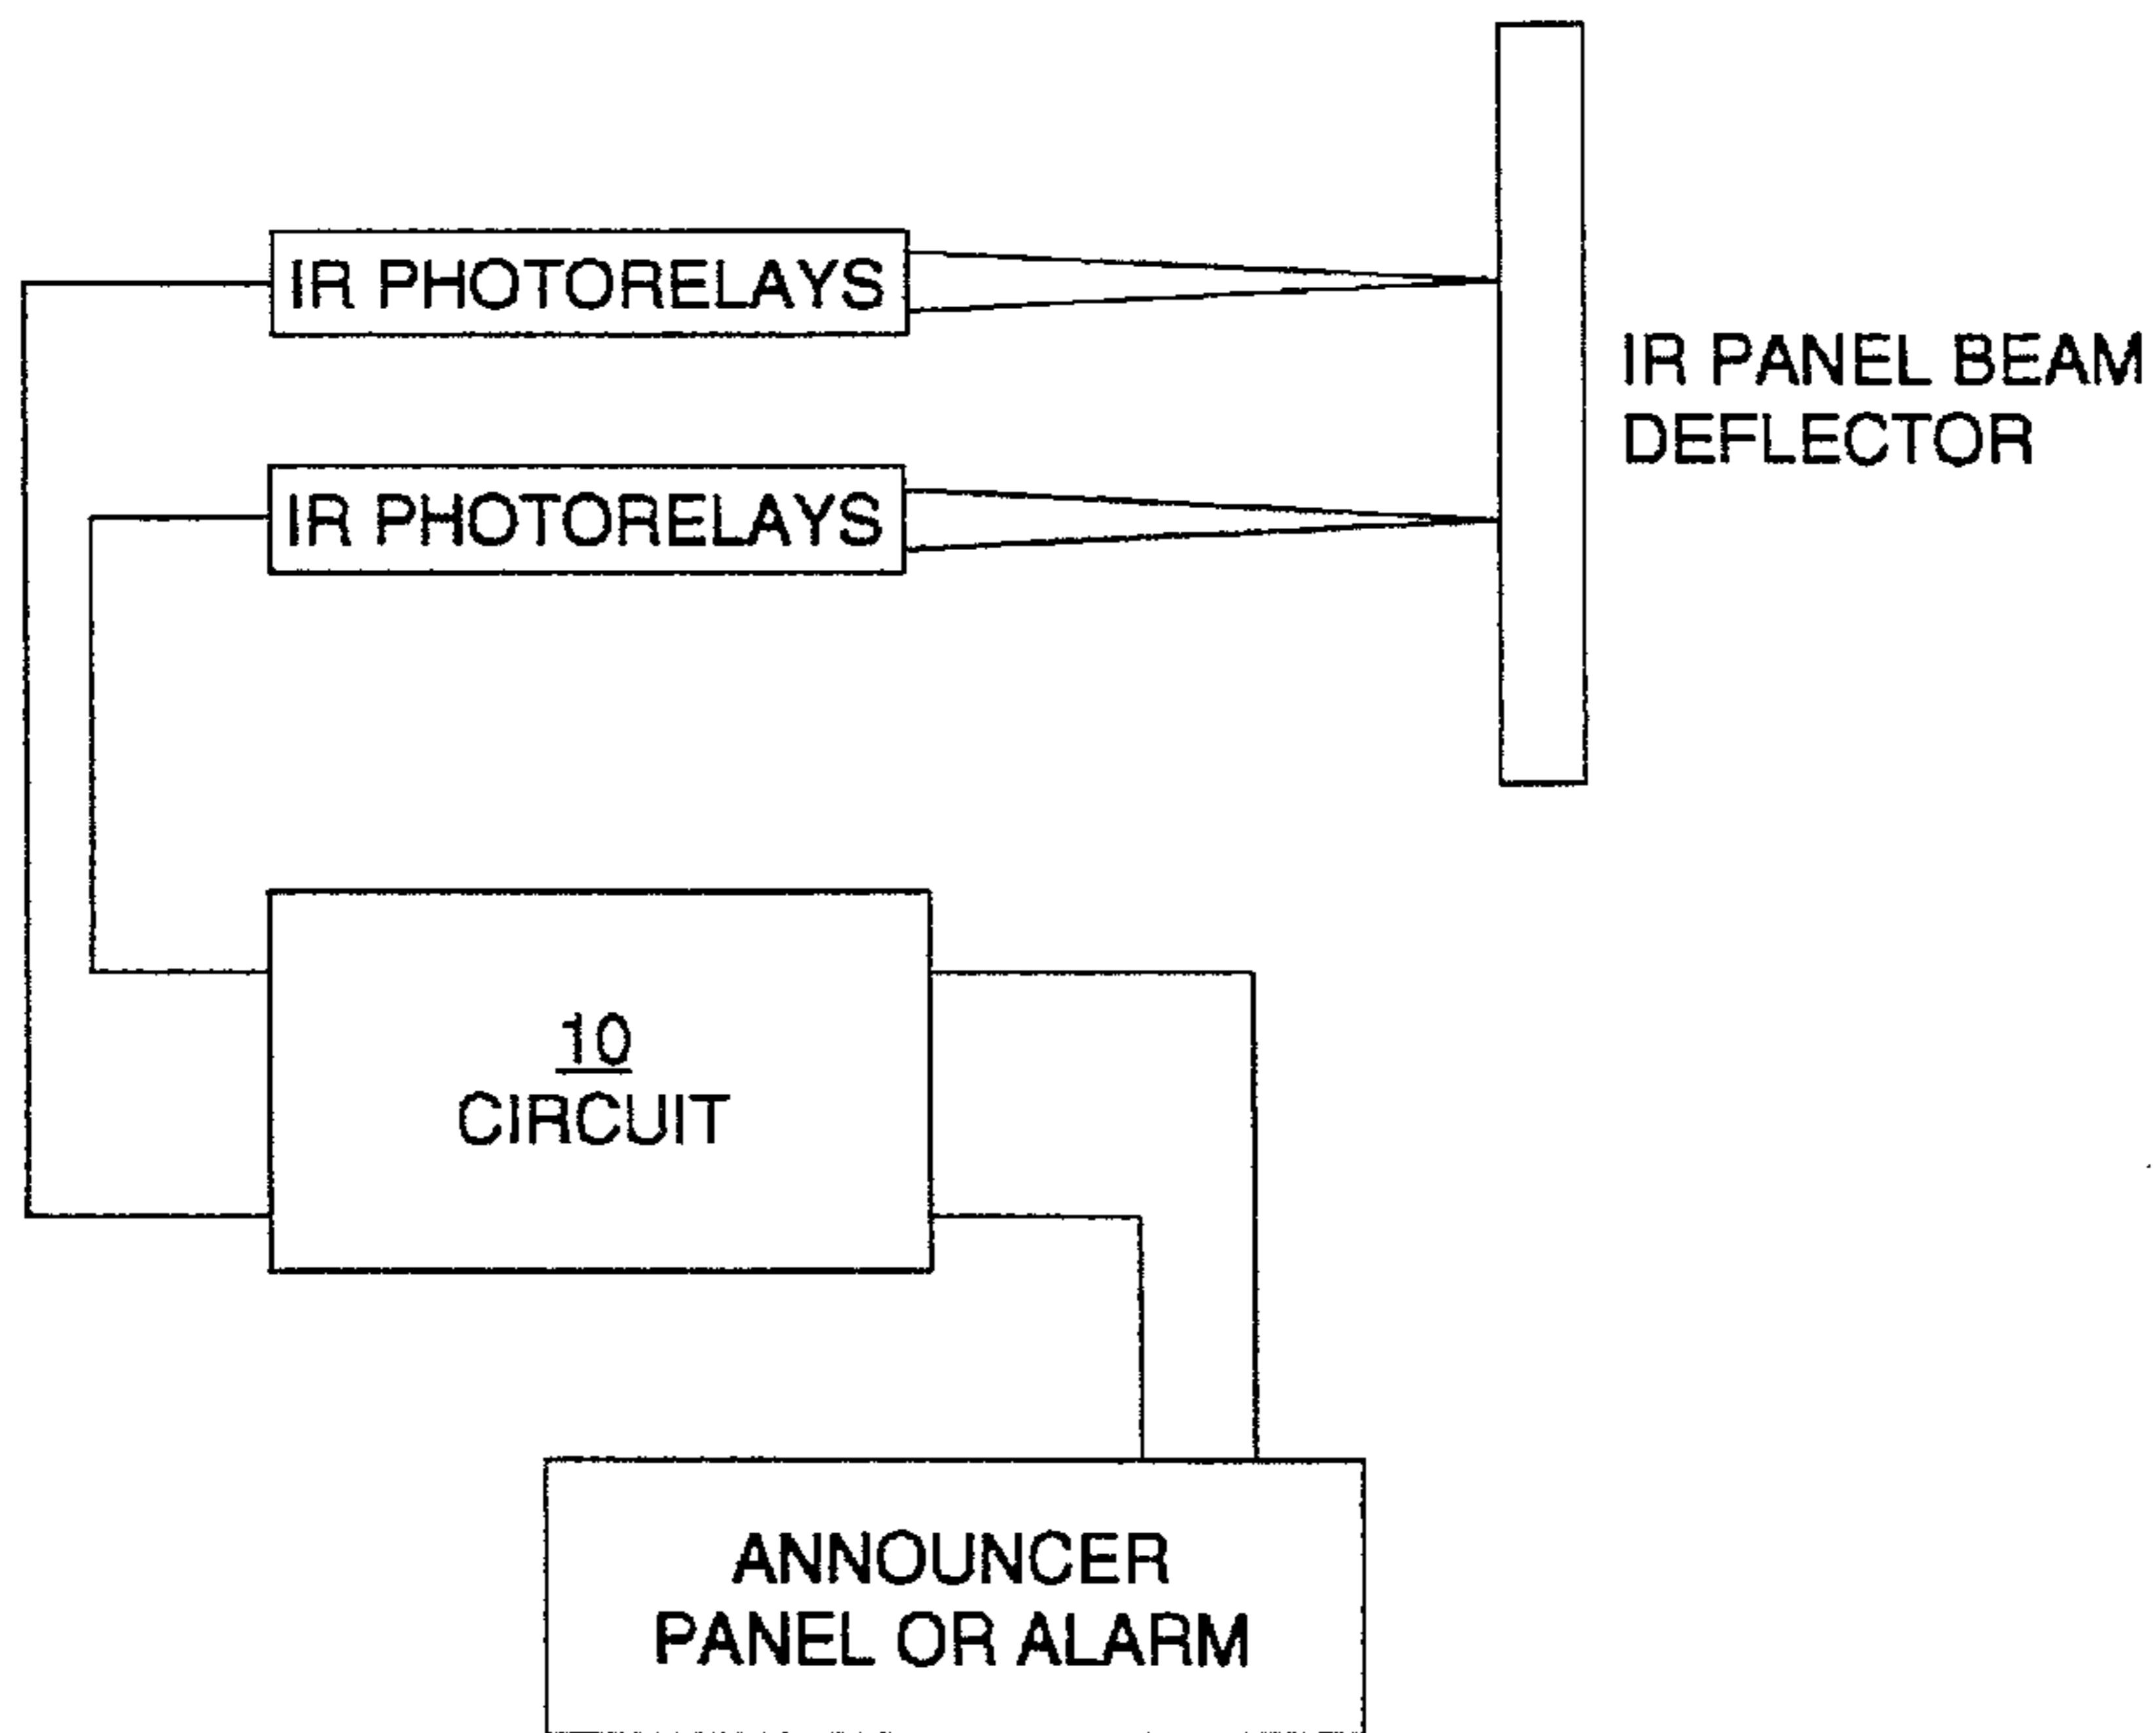 IR PHOTORELAYS
IR PANEL BEAM
DEFLECTOR
IR PHOTORELAYS
10
CIRCUIT
ANNOUNCER
PANEL OR ALARM